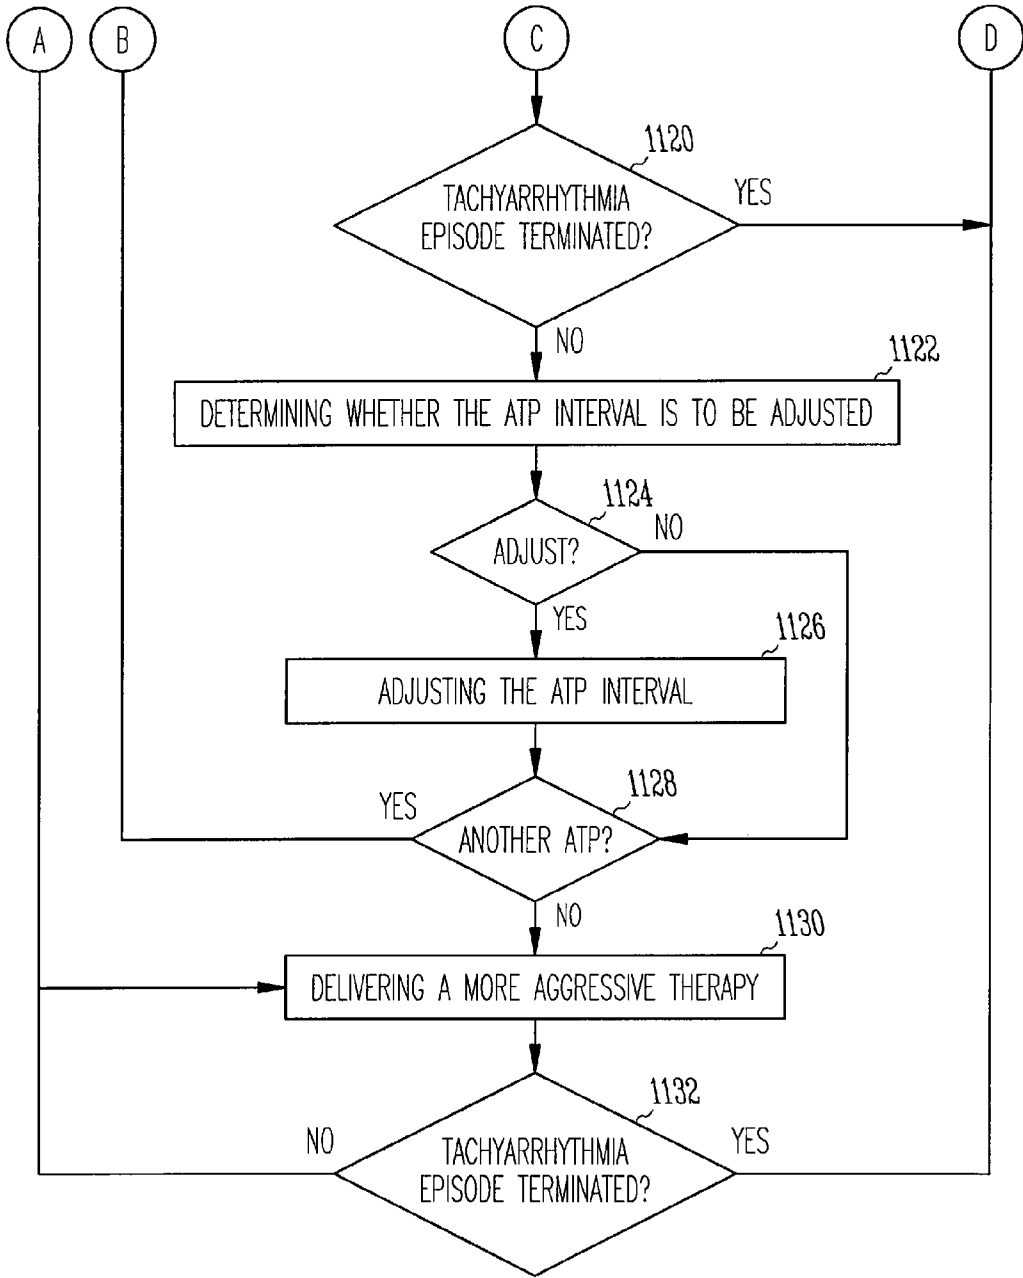 A
B
C
D
1120
TACHYARRHYTHMIA
EPISODE TERMINATED?
YES
NO
1122
DETERMINING WHETHER THE ATP INTERVAL IS TO BE ADJUSTED
1124
ADJUST?
NO
YES
1126
ADJUSTING THE ATP INTERVAL
1128
YES
ANOTHER ATP?
NO
1130
DELIVERING A MORE AGGRESSIVE THERAPY
1132
NO
TACHYARRHYTHMIA
EPISODE TERMINATED?
YES